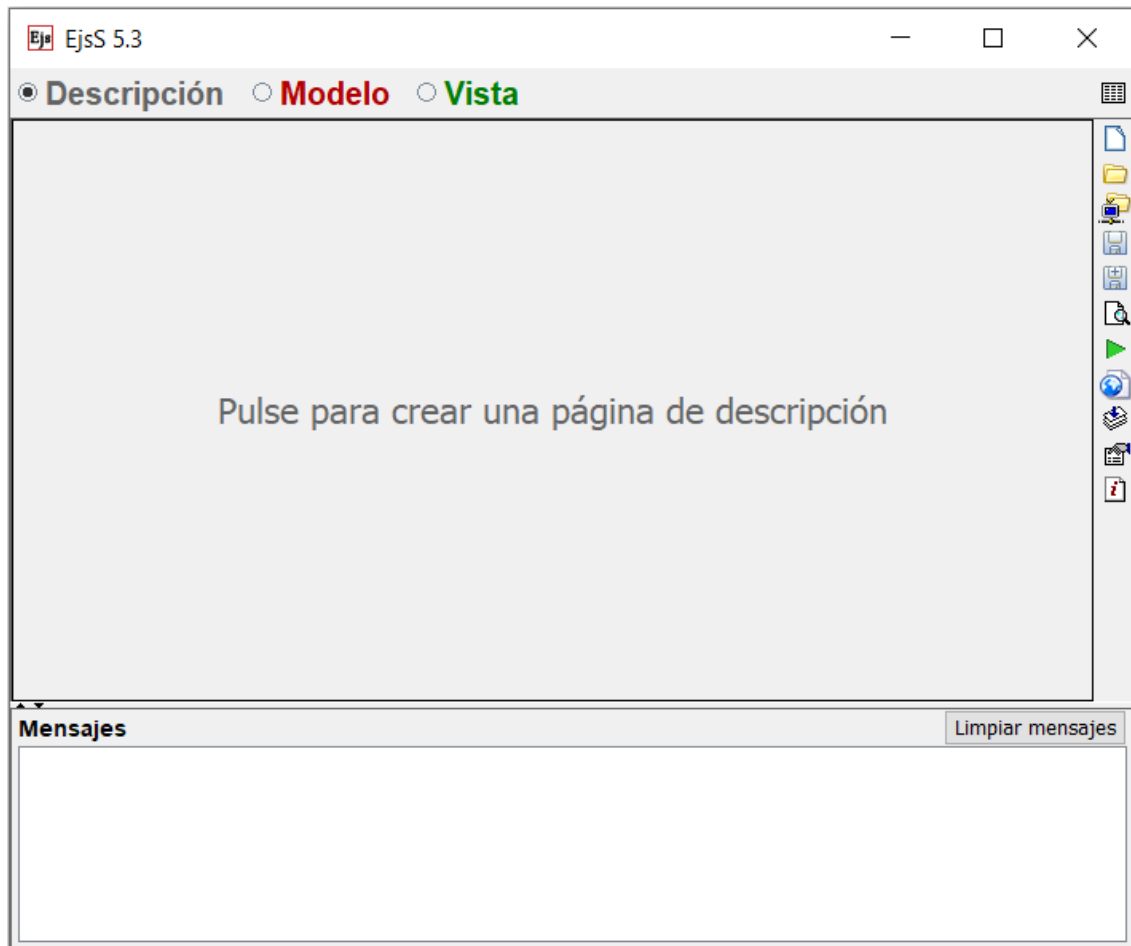 Ejs EjsS 5.3
Descripción Modelo Vista
Pulse para crear una página de descripción
Mensajes Limpiar mensajes